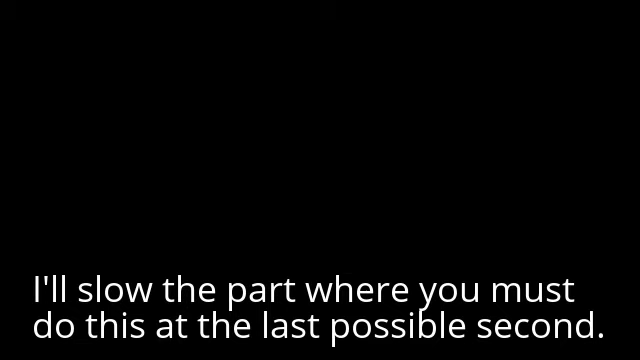 I'll slow the part where you must
do this at the last possible second.